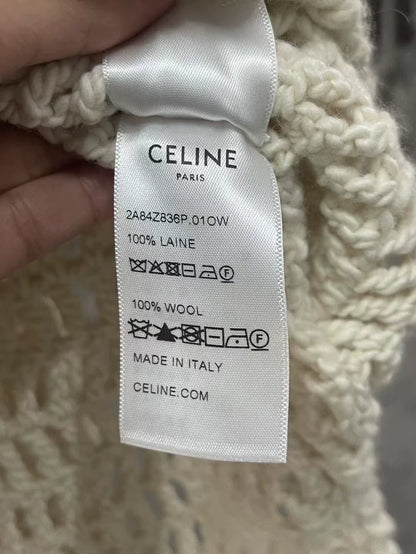 CELINE
PARIS
2A84Z836P.01OW
100% LAINE
100% WOOL
MADE IN ITALY
CELINE.COM